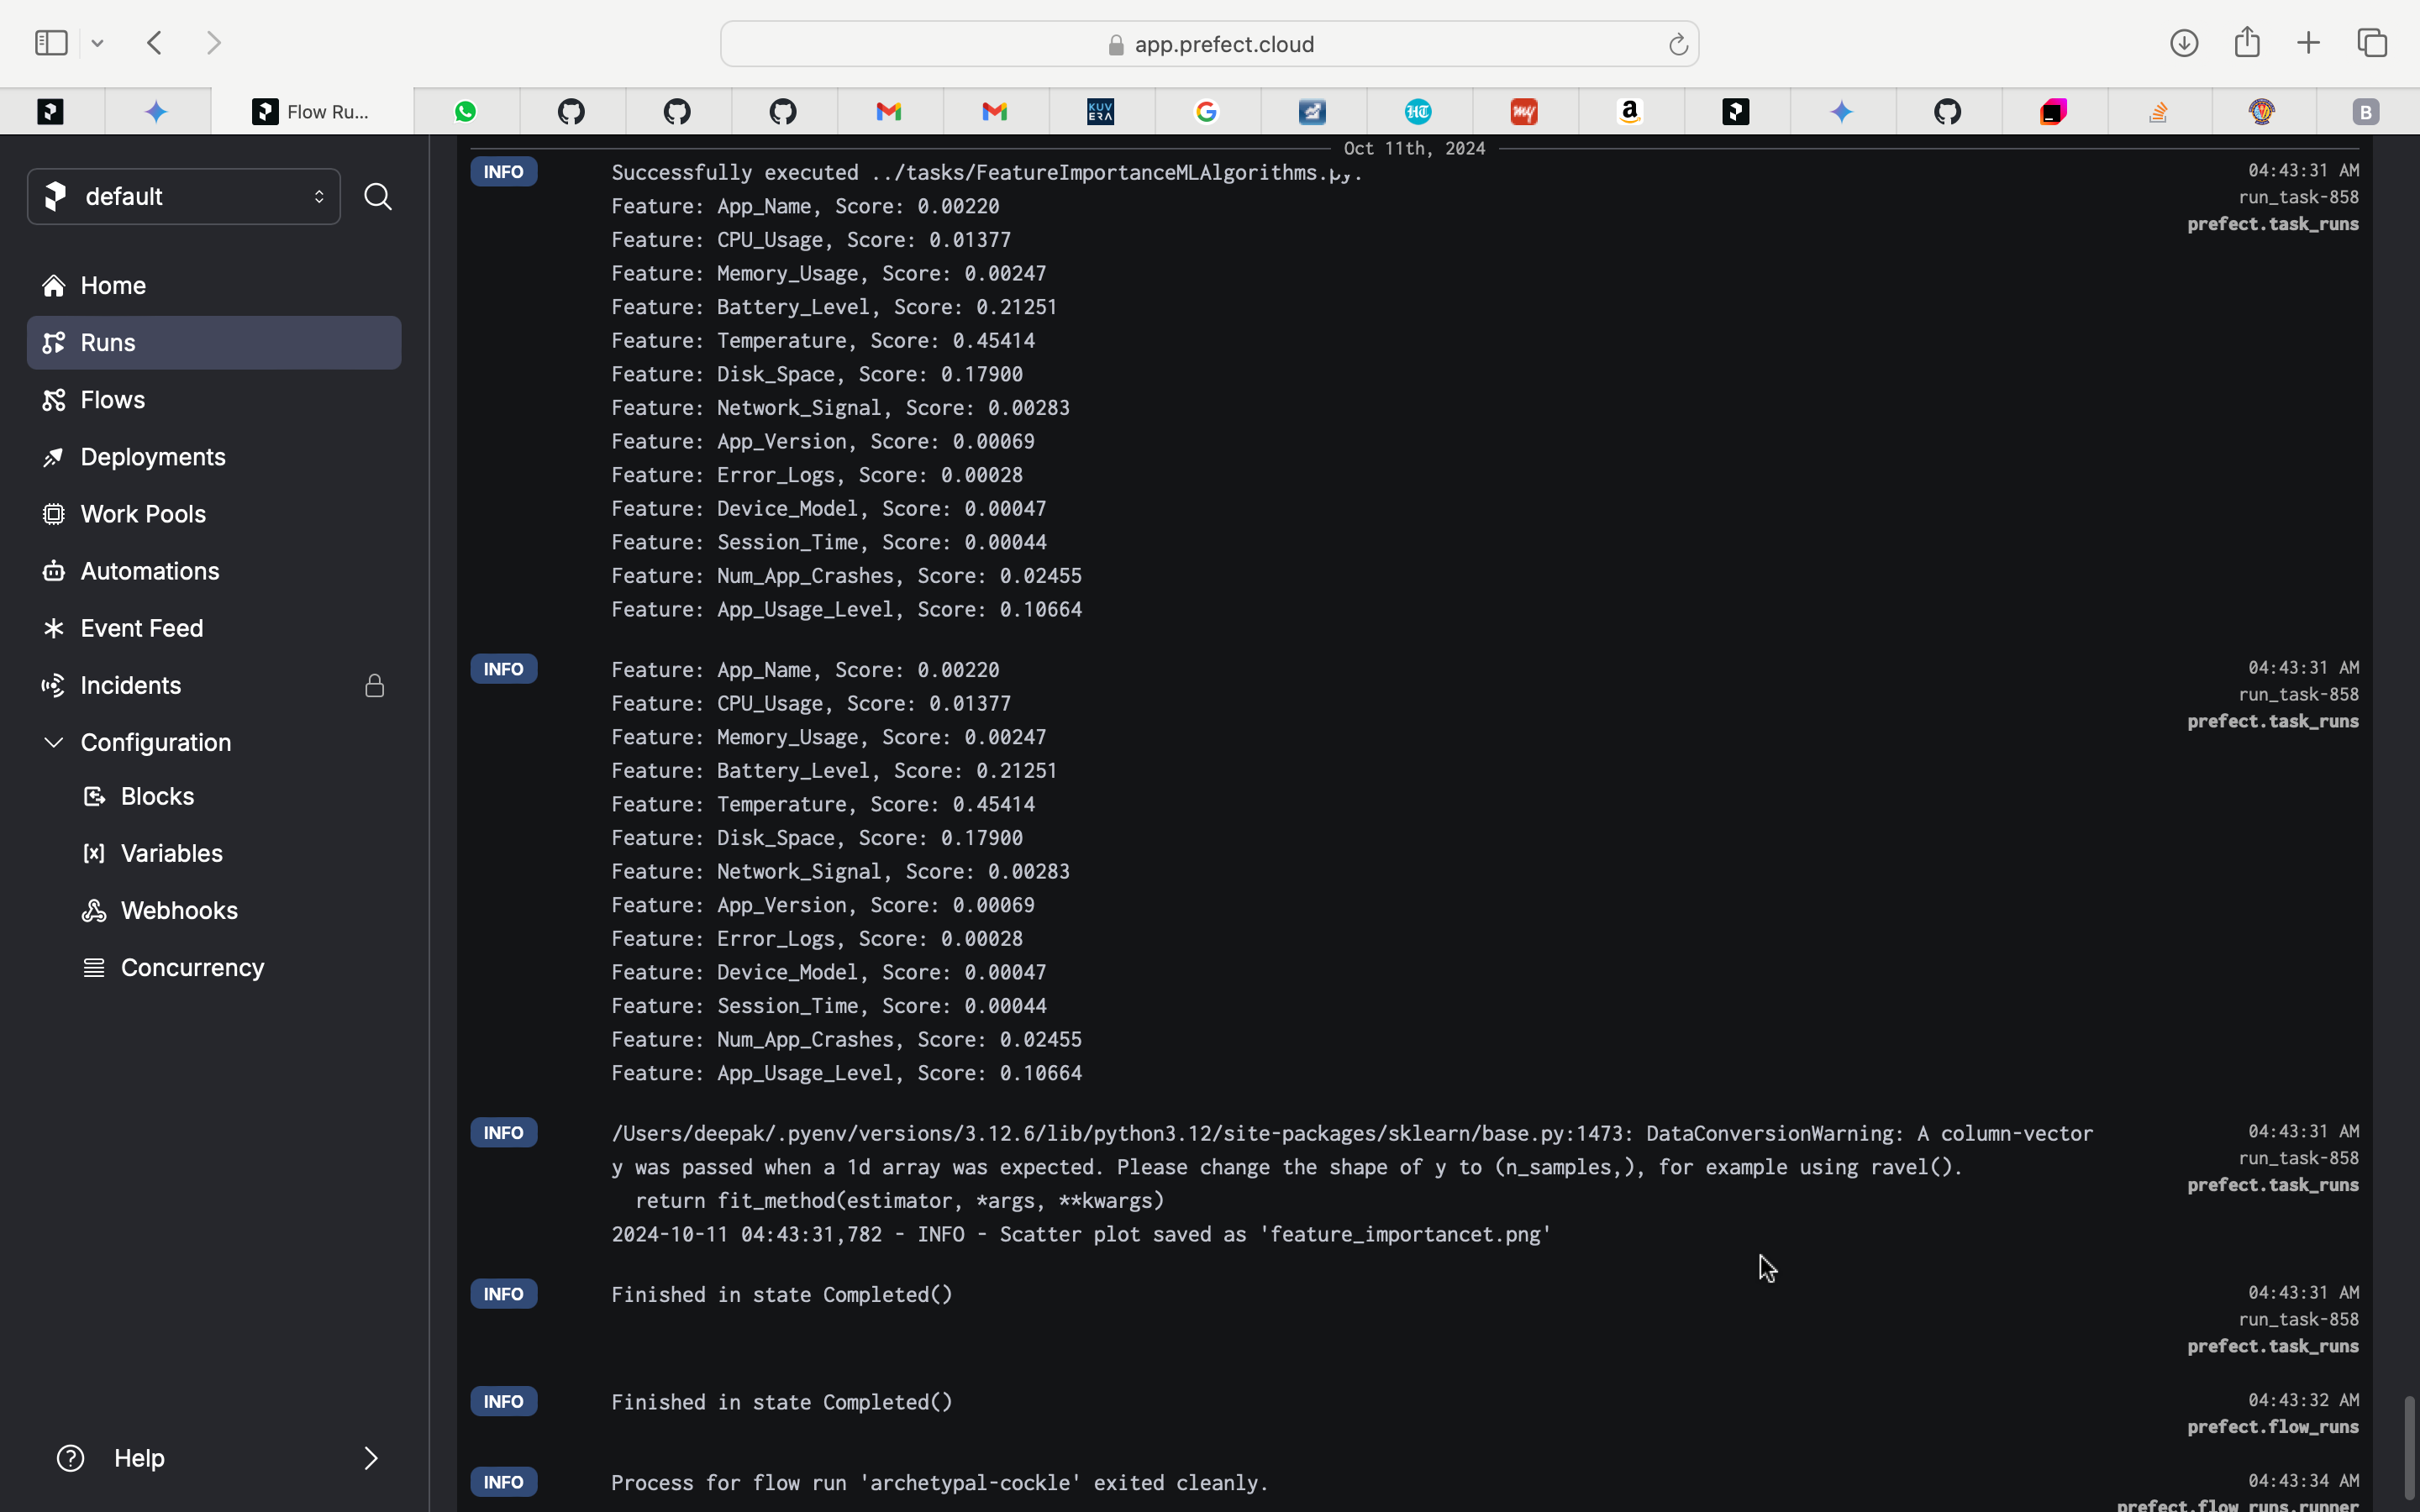 app.prefect.cloud
Flow Ru...
KUV
ERA
HT
my
a
B
default
Home
Runs
Flows
Deployments
Work Pools
Automations
Event Feed
Incidents
Configuration
Blocks
Variables
Webhooks
Concurrency
Help
Oct 11th, 2024
INFO
Successfully executed ../tasks/FeatureImportanceMLAlgorithms.py.
Feature: App_Name, Score: 0.00220
Feature: CPU_Usage, Score: 0.01377
Feature: Memory_Usage, Score: 0.00247
Feature: Battery_Level, Score: 0.21251
Feature: Temperature, Score: 0.45414
Feature: Disk_Space, Score: 0.17900
Feature: Network_Signal, Score: 0.00283
Feature: App_Version, Score: 0.00069
Feature: Error_Logs, Score: 0.00028
Feature: Device_Model, Score: 0.00047
Feature: Session_Time, Score: 0.00044
Feature: Num_App_Crashes, Score: 0.02455
Feature: App_Usage_Level, Score: 0.10664
04:43:31 AM
run_task-858
prefect.task_runs
INFO
Feature: App_Name, Score: 0.00220
Feature: CPU_Usage, Score: 0.01377
Feature: Memory_Usage, Score: 0.00247
Feature: Battery_Level, Score: 0.21251
Feature: Temperature, Score: 0.45414
Feature: Disk_Space, Score: 0.17900
Feature: Network_Signal, Score: 0.00283
Feature: App_Version, Score: 0.00069
Feature: Error_Logs, Score: 0.00028
Feature: Device_Model, Score: 0.00047
Feature: Session_Time, Score: 0.00044
Feature: Num_App_Crashes, Score: 0.02455
Feature: App_Usage_Level, Score: 0.10664
04:43:31 AM
run_task-858
prefect.task_runs
INFO
/Users/deepak/.pyenv/versions/3.12.6/lib/python3.12/site-packages/sklearn/base.py:1473: DataConversionWarning: A column-vector
y was passed when a 1d array was expected. Please change the shape of y to (n_samples,), for example using ravel().
return fit_method(estimator, *args, **kwargs)
2024-10-11 04:43:31,782 - INFO - Scatter plot saved as 'feature_importancet.png'
04:43:31 AM
run_task-858
prefect.task_runs
INFO
Finished in state Completed()
04:43:31 AM
run_task-858
prefect.task_runs
INFO
Finished in state Completed()
04:43:32 AM
prefect.flow_runs
INFO
Process for flow run 'archetypal-cockle' exited cleanly.
04:43:34 AM
prefect.flow_runs.runner